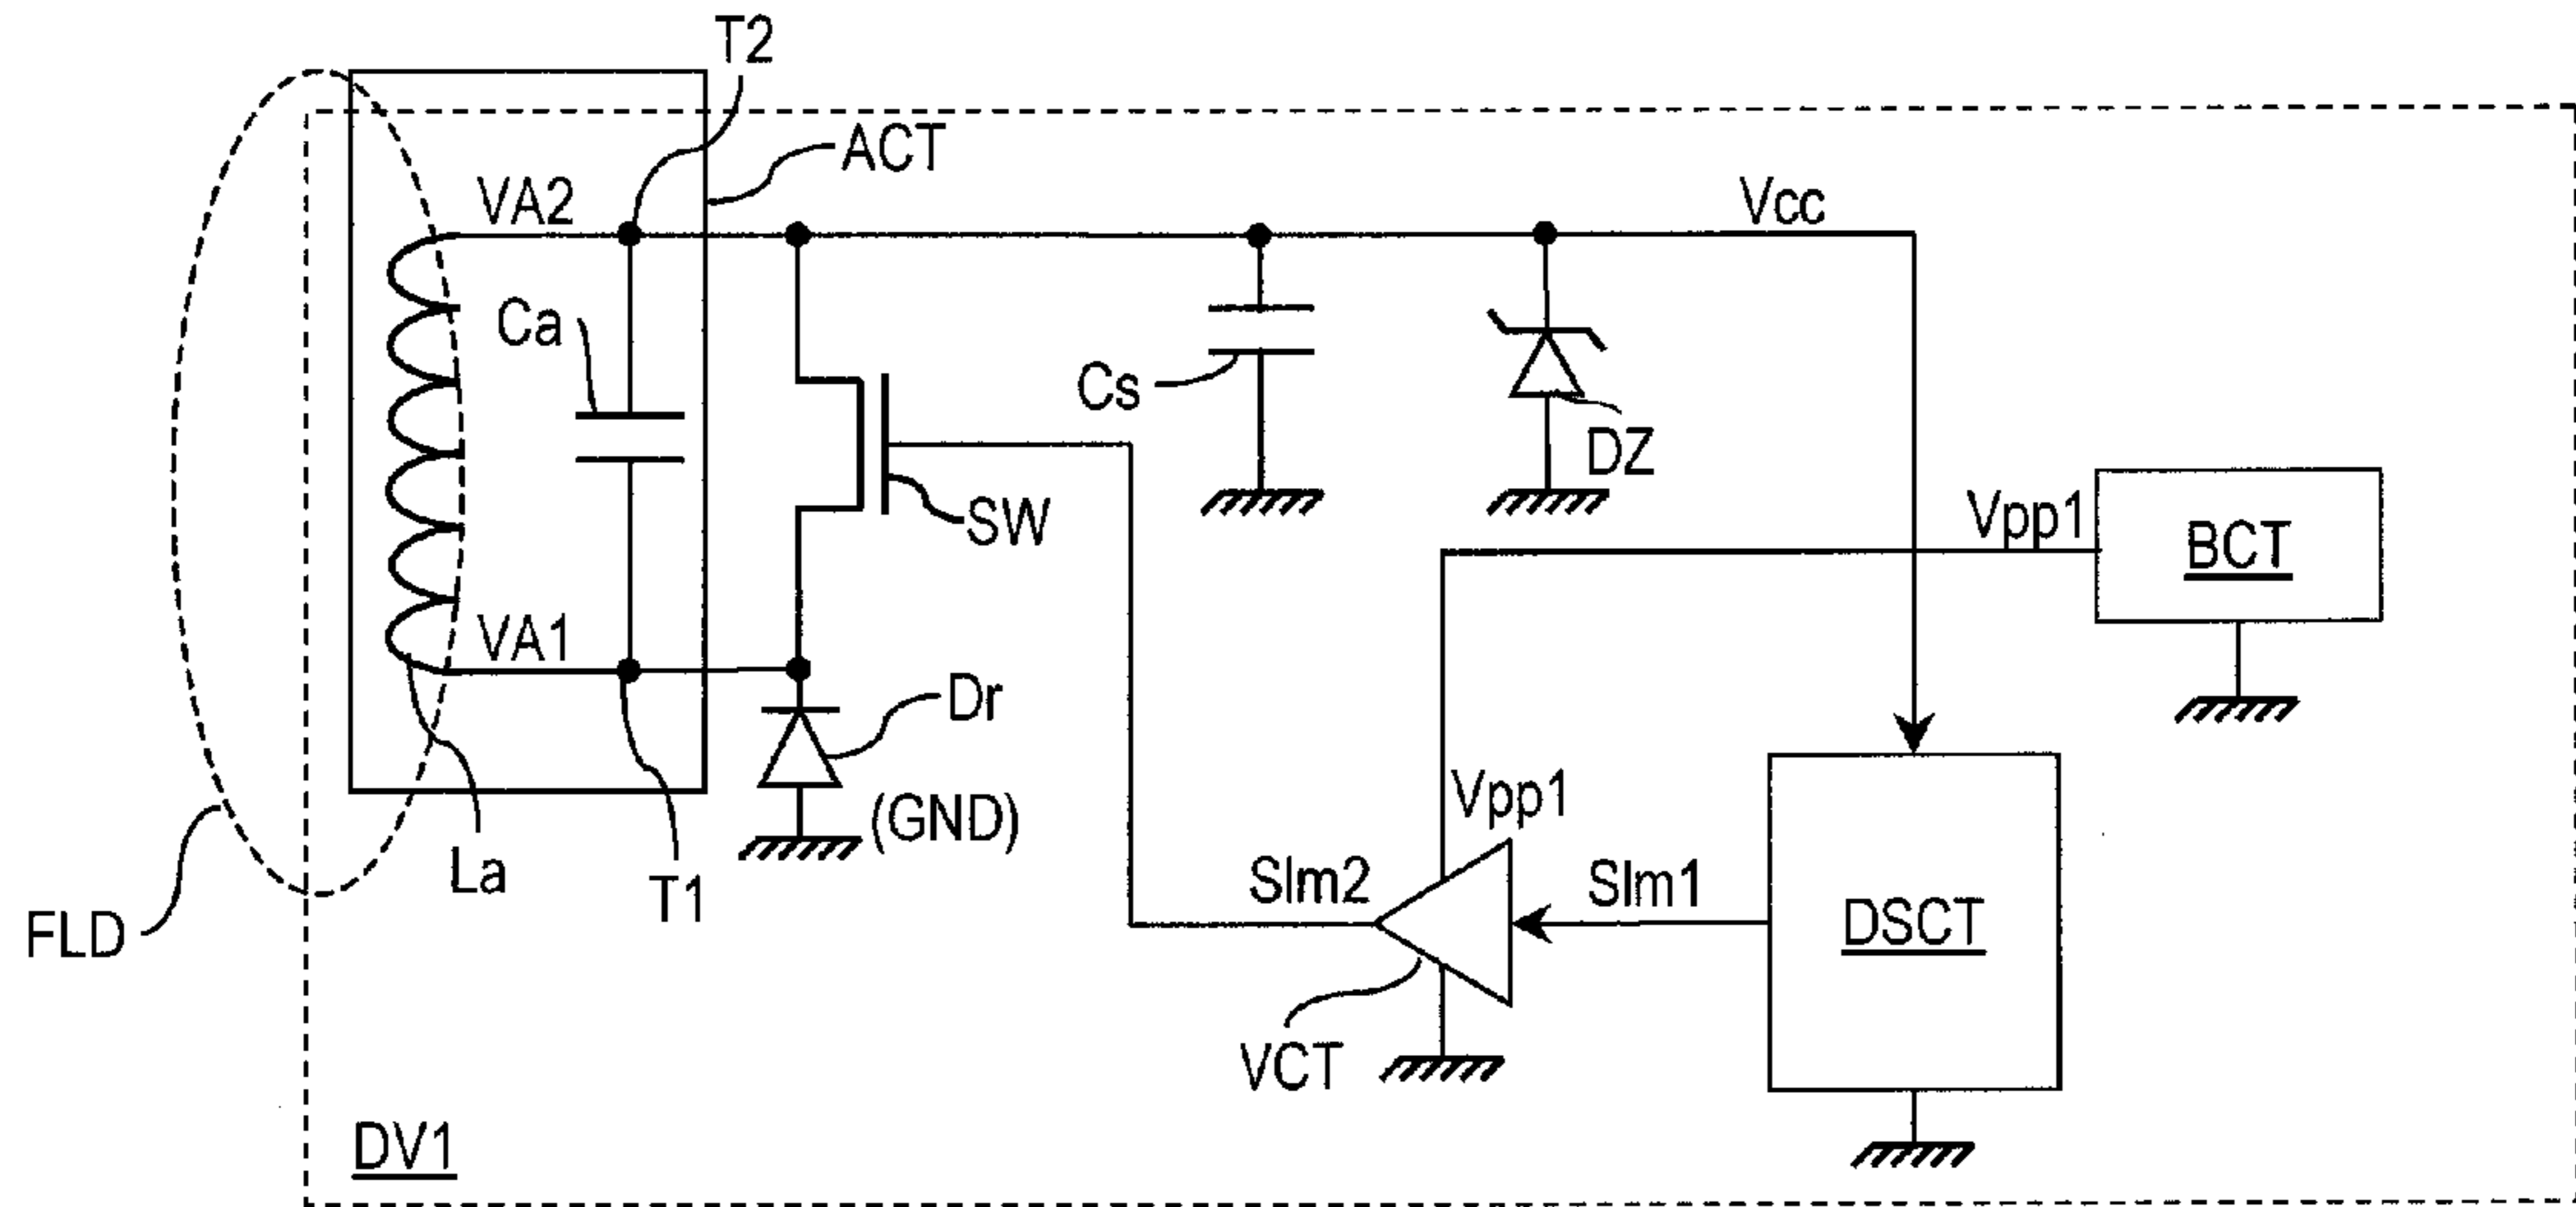 T2
ACT
VA2
Vcc
Ca
Cs
DZ
SW
Vpp1
BCT
VA1
Dr
(GND)
Vpp1
La
T1
Slm2
Slm1
DSCT
FLD
VCT
DV1